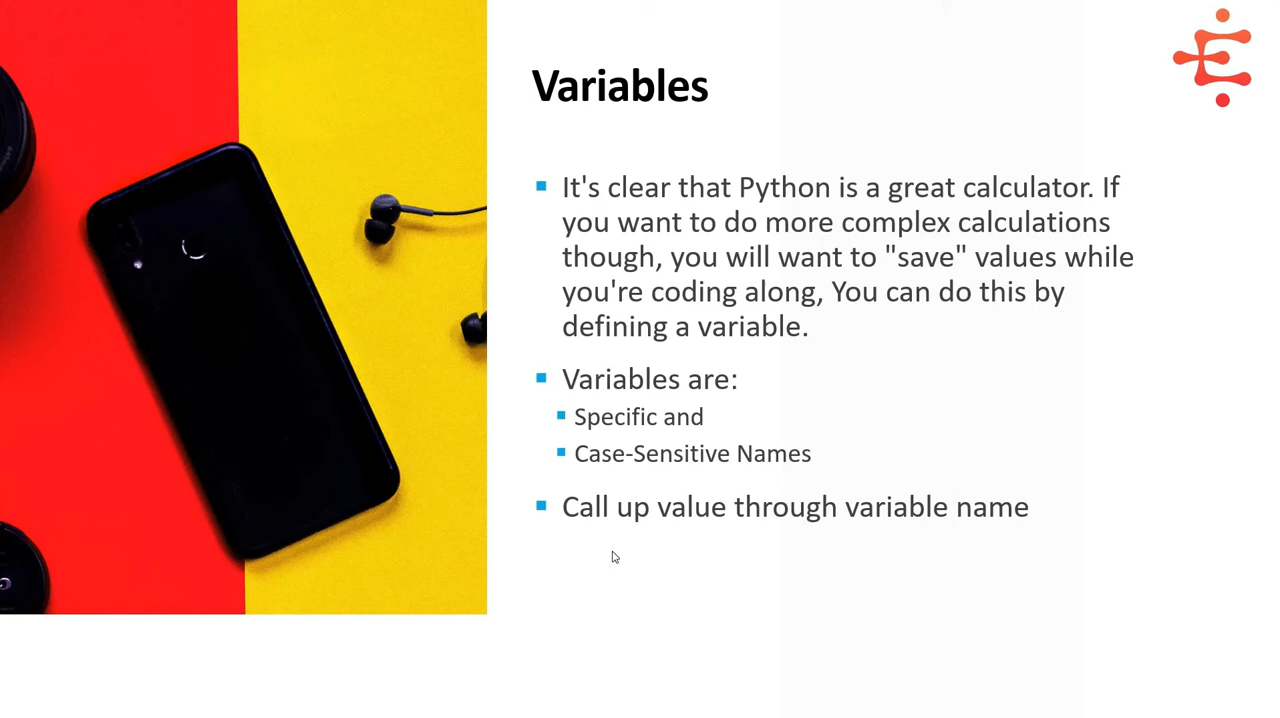 Variables
It's clear that Python is a great calculator. If
you want to do more complex calculations
though, you will want to "save" values while
you're coding along, You can do this by
defining a variable.
Variables are:
Specific and
Case-Sensitive Names
Call up value through variable name